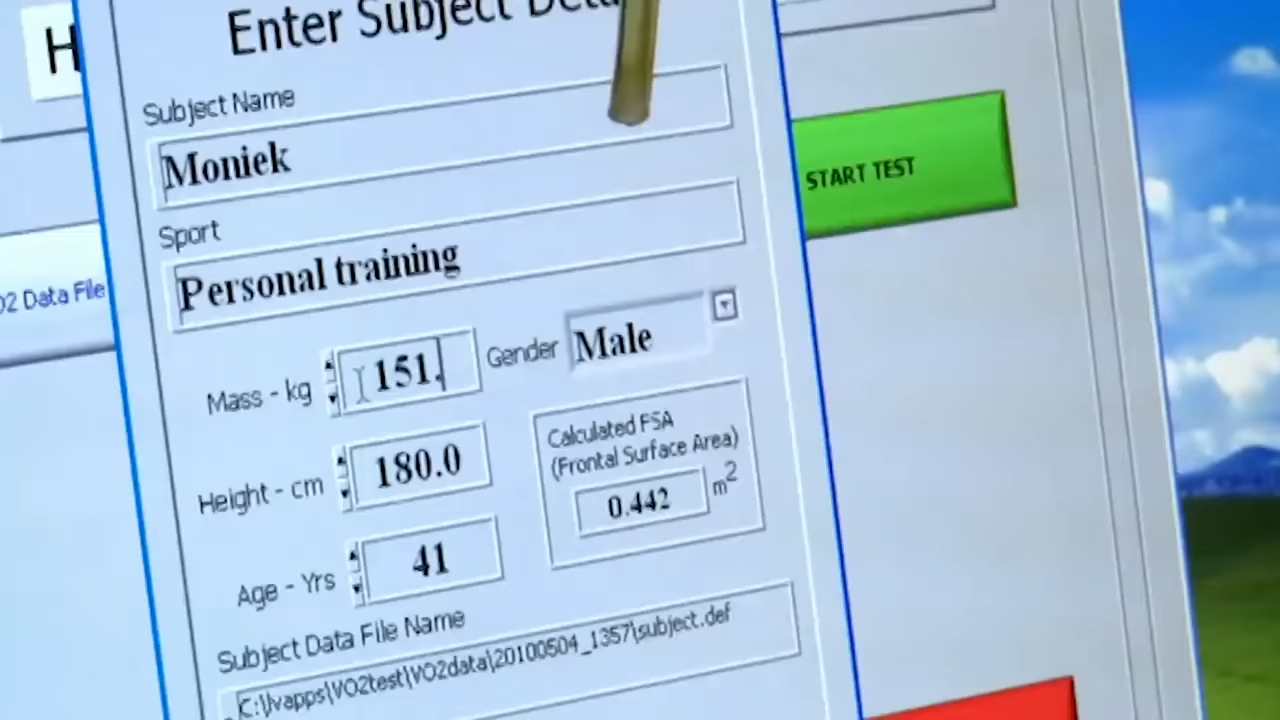 H
Enter Subject
Subject Name
Moniek
Sport
Personal training
START TEST
Data File
Mass - kg
151.
Gender
Male
Height - cm
180.0
Calculated FSA
(Frontal Surface Area)
0.442
m2
Age - Yrs
41
Subject Data File Name
C:\lvapps\VO2test\VO2data\20100504_1357\subject.def